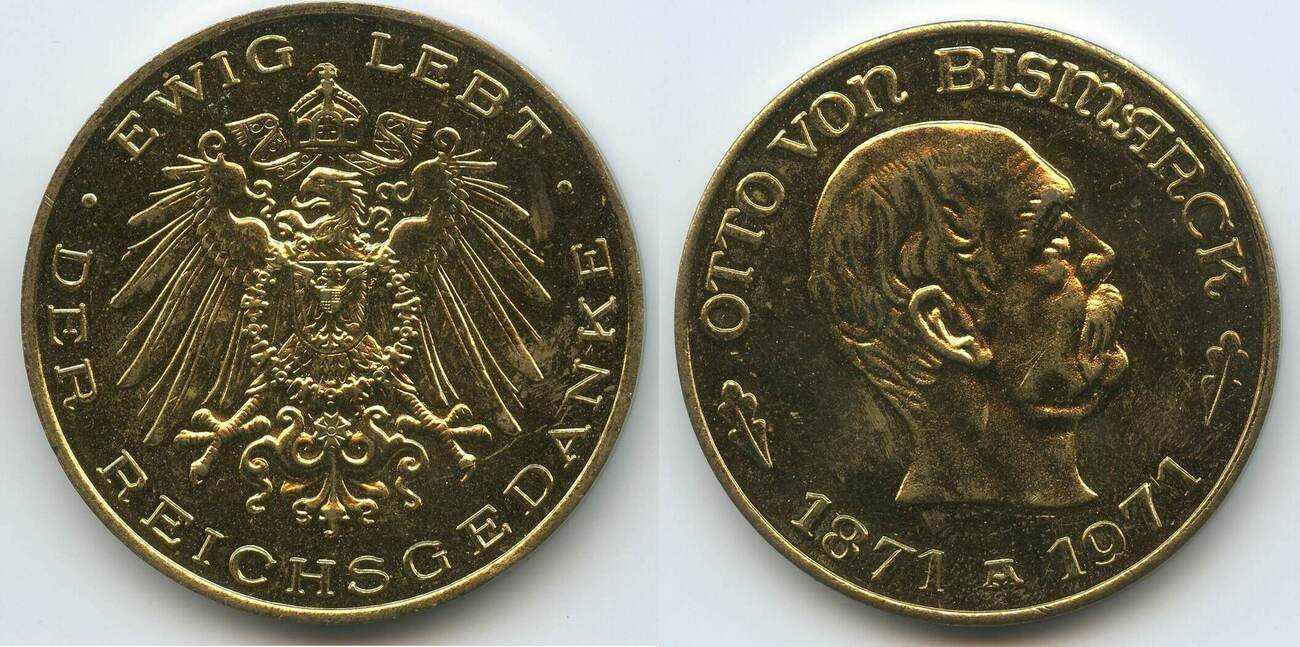 · EWIG LEBT ·
DER REICHSGEDANKE
OTTO VON BISMARCK
1871 A 1971